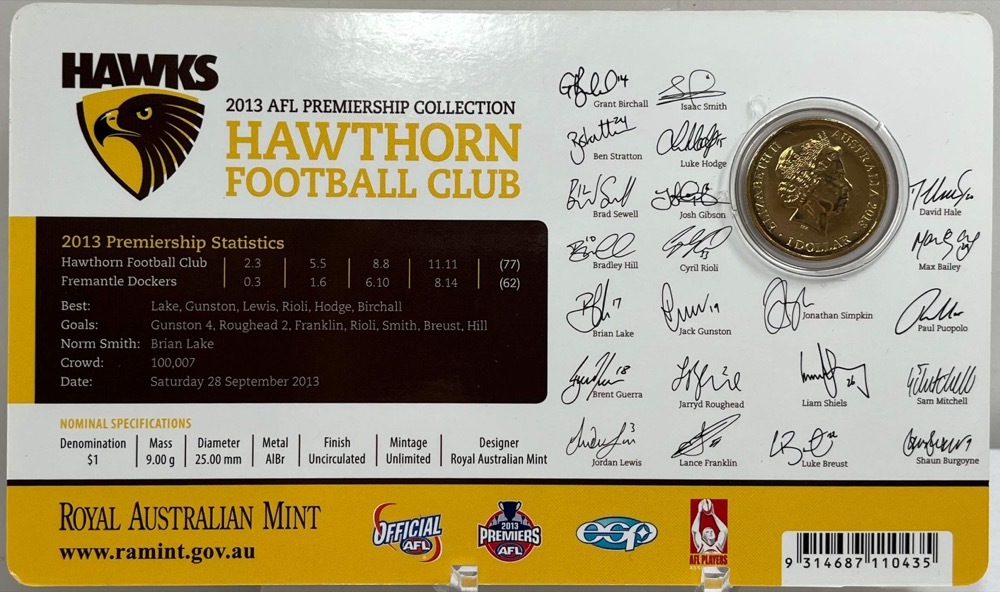 HAWKS
2013 AFL PREMIERSHIP COLLECTION
HAWTHORN
FOOTBALL CLUB
2013 Premiership Statistics
Hawthorn Football Club 2.3 5.5 8.8 11.11 (77)
Fremantle Dockers 0.3 1.6 6.10 8.14 (62)
Best: Lake, Gunston, Lewis, Rioli, Hodge, Birchall
Goals: Gunston 4, Roughead 2, Franklin, Rioli, Smith, Breust, Hill
Norm Smith: Brian Lake
Crowd: 100,007
Date: Saturday 28 September 2013
NOMINAL SPECIFICATIONS
Denomination Mass Diameter Metal Finish Mintage Designer
$1 9.00 g 25.00 mm AlBr Uncirculated Unlimited Royal Australian Mint
Grant Birchall Isaac Smith
Ben Stratton Luke Hodge
Brad Sewell Josh Gibson David Hale
Bradley Hill Cyril Rioli Max Bailey
Brian Lake Jack Gunston Jonathan Simpkin Paul Puopolo
Brent Guerra Jarryd Roughead Liam Shiels Sam Mitchell
Jordan Lewis Lance Franklin Luke Breust Shaun Burgoyne
ELIZABETH II AUSTRALIA 2013
1 DOLLAR
ROYAL AUSTRALIAN MINT
www.ramint.gov.au
OFFICIAL
AFL
2013
PREMIERS
AFL
ecp
AFL PLAYERS
9 314687 110435